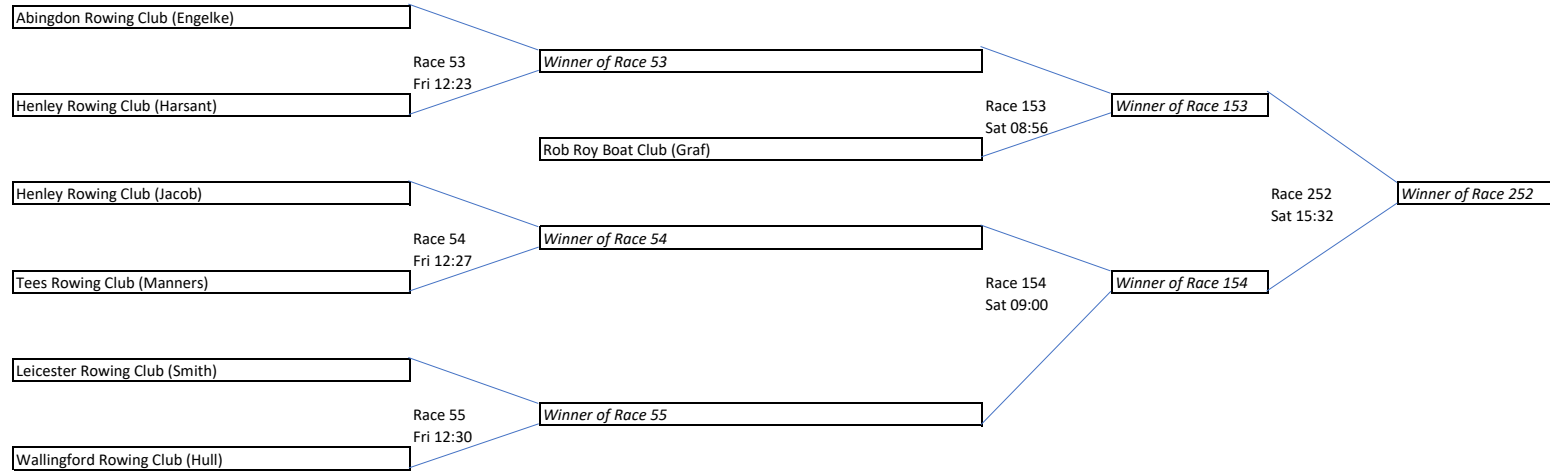 Abingdon Rowing Club (Engelke)
Race 53
Fri 12:23
Winner of Race 53
Henley Rowing Club (Harsant)
Race 153
Sat 08:56
Winner of Race 153
Rob Roy Boat Club (Graf)
Henley Rowing Club (Jacob)
Race 252
Sat 15:32
Winner of Race 252
Race 54
Fri 12:27
Winner of Race 54
Tees Rowing Club (Manners)
Race 154
Sat 09:00
Winner of Race 154
Leicester Rowing Club (Smith)
Race 55
Fri 12:30
Winner of Race 55
Wallingford Rowing Club (Hull)